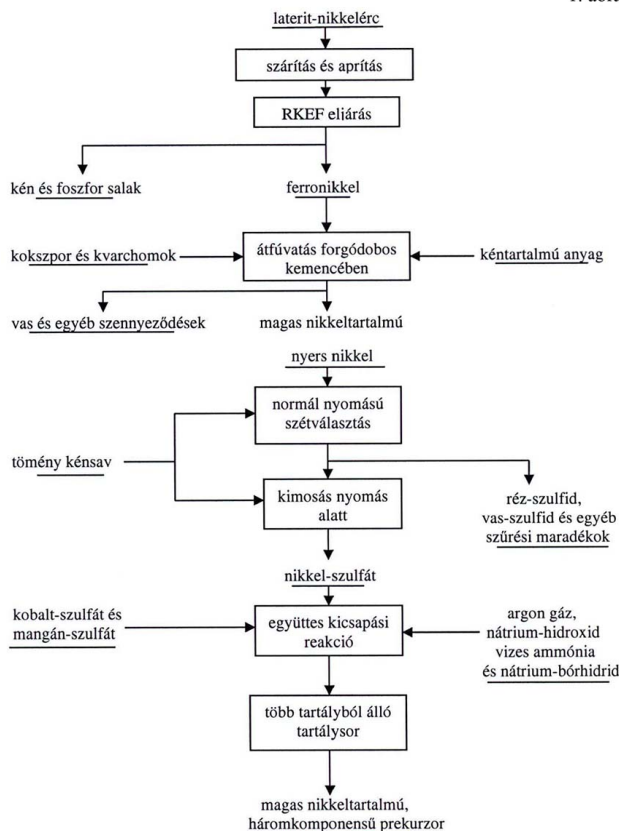 laterit-nikkelérc
szárítás és aprítás
RKEF eljárás
kén és foszfor salak
ferronikkel
kokszpor és kvarchomok
átfúvatás forgódobos
kemencében
kéntartalmú anyag
vas és egyéb szennyeződések
magas nikkeltartalmú
nyers nikkel
normál nyomású
szétválasztás
tömény kénsav
kimosás nyomás
alatt
réz-szulfid,
vas-szulfid és egyéb
szűrési maradékok
nikkel-szulfát
kobalt-szulfát és
mangán-szulfát
együttes kicsapási
reakció
argon gáz,
nátrium-hidroxid
vizes ammónia
és nátrium-bórhidrid
több tartályból álló
tartálysor
magas nikkeltartalmú,
háromkomponensű prekurzor